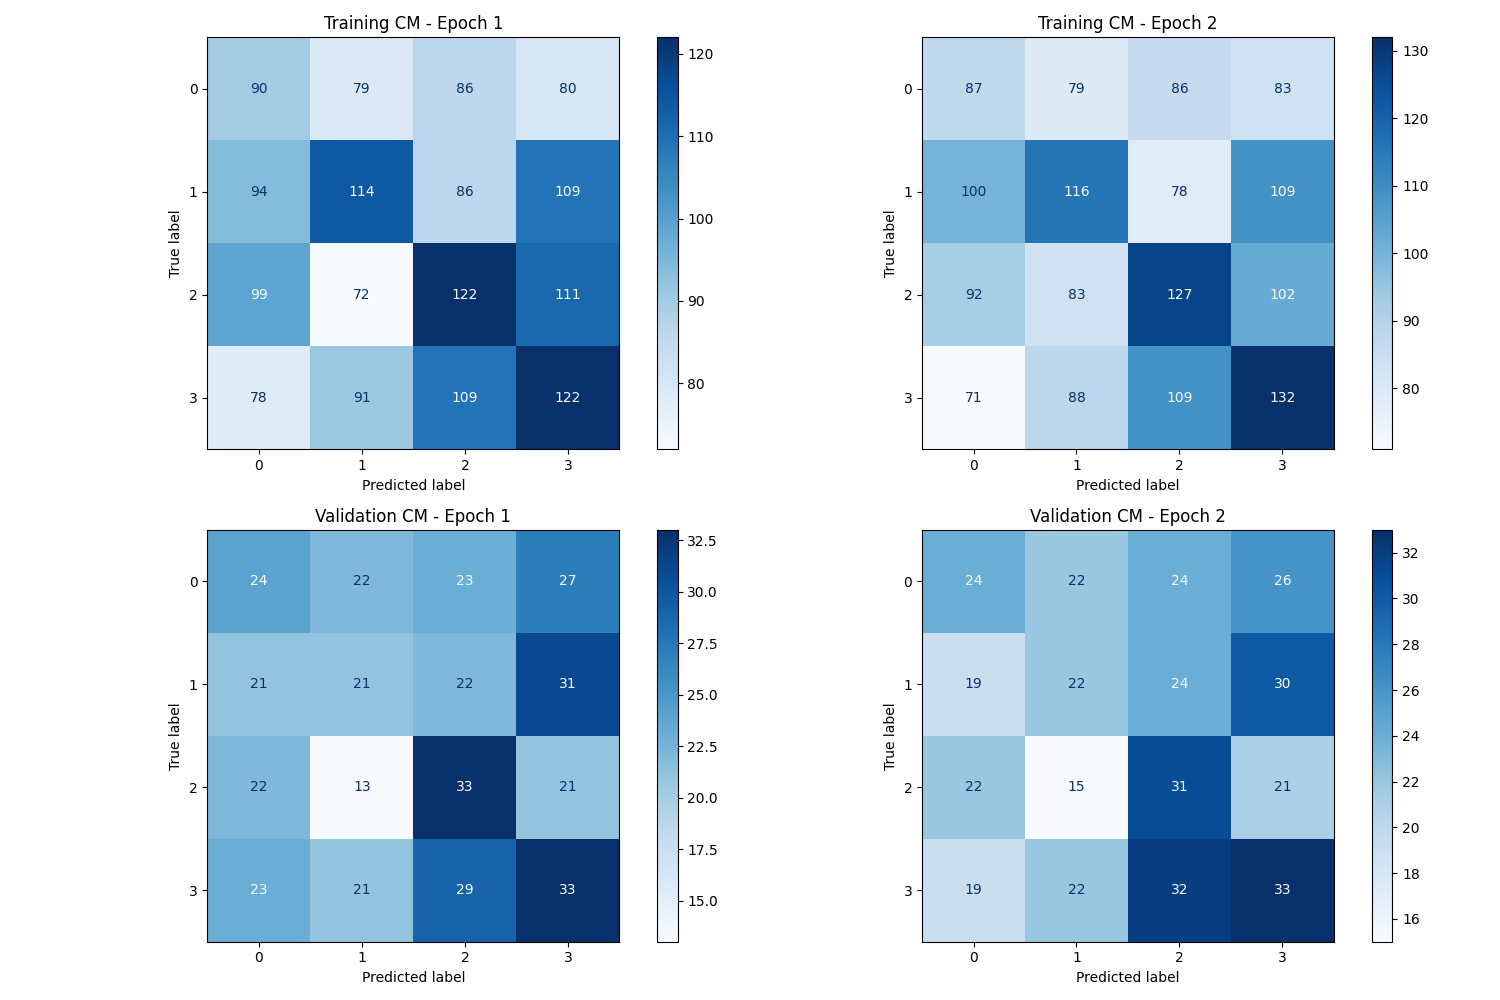 Training CM - Epoch 1
0 90 79 86 80
1 94 114 86 109
2 99 72 122 111
3 78 91 109 122
0 1 2 3
Predicted label
True label
120
110
100
90
80
Training CM - Epoch 2
0 87 79 86 83
1 100 116 78 109
2 92 83 127 102
3 71 88 109 132
0 1 2 3
Predicted label
True label
130
120
110
100
90
80
Validation CM - Epoch 1
0 24 22 23 27
1 21 21 22 31
2 22 13 33 21
3 23 21 29 33
0 1 2 3
Predicted label
True label
32.5
30.0
27.5
25.0
22.5
20.0
17.5
15.0
Validation CM - Epoch 2
0 24 22 24 26
1 19 22 24 30
2 22 15 31 21
3 19 22 32 33
0 1 2 3
Predicted label
True label
32
30
28
26
24
22
20
18
16